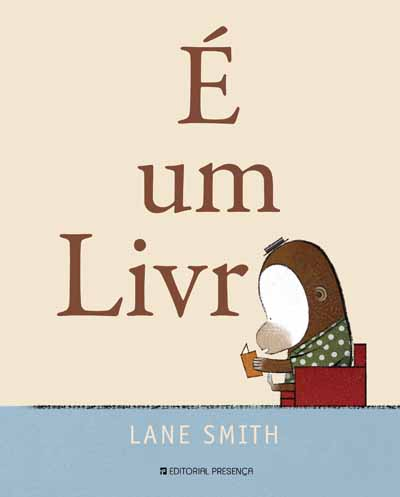 É
um
Livr
LANE SMITH
EDITORIAL PRESENÇA